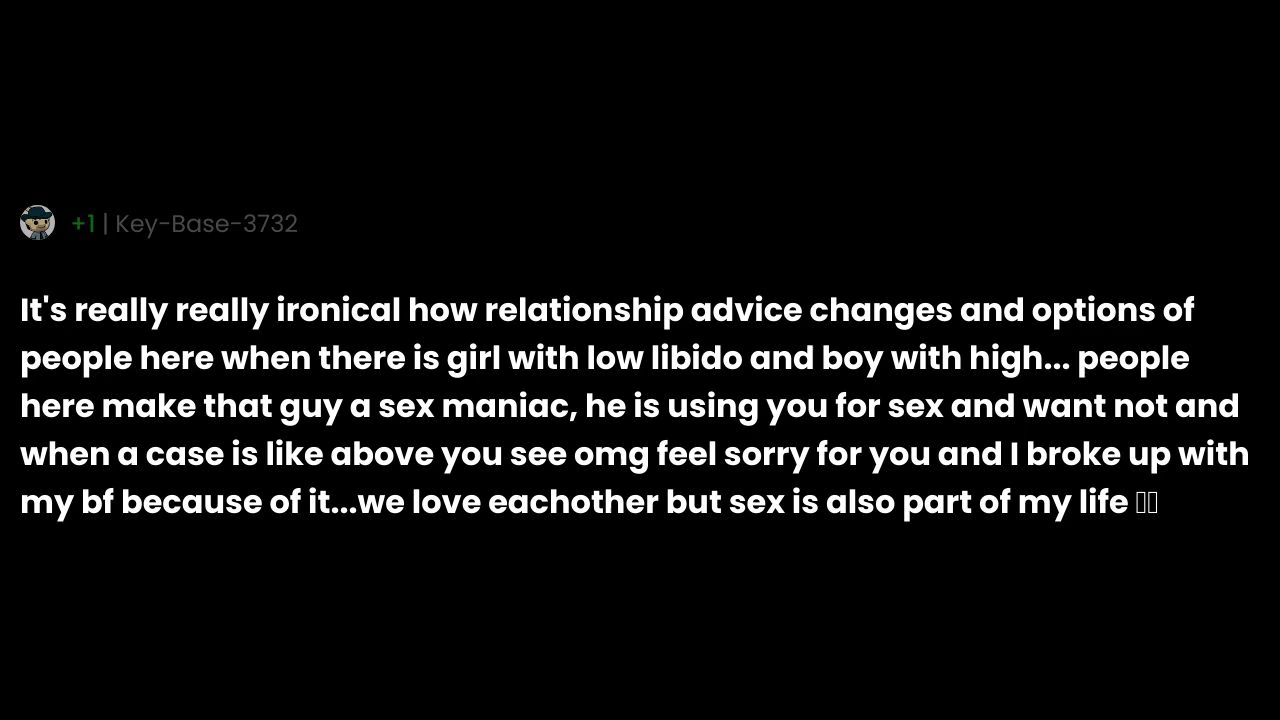 +1 | Key-Base-3732
It's really really ironical how relationship advice changes and options of
people here when there is girl with low libido and boy with high... people
here make that guy a sex maniac, he is using you for sex and want not and
when a case is like above you see omg feel sorry for you and I broke up with
my bf because of it...we love eachother but sex is also part of my life